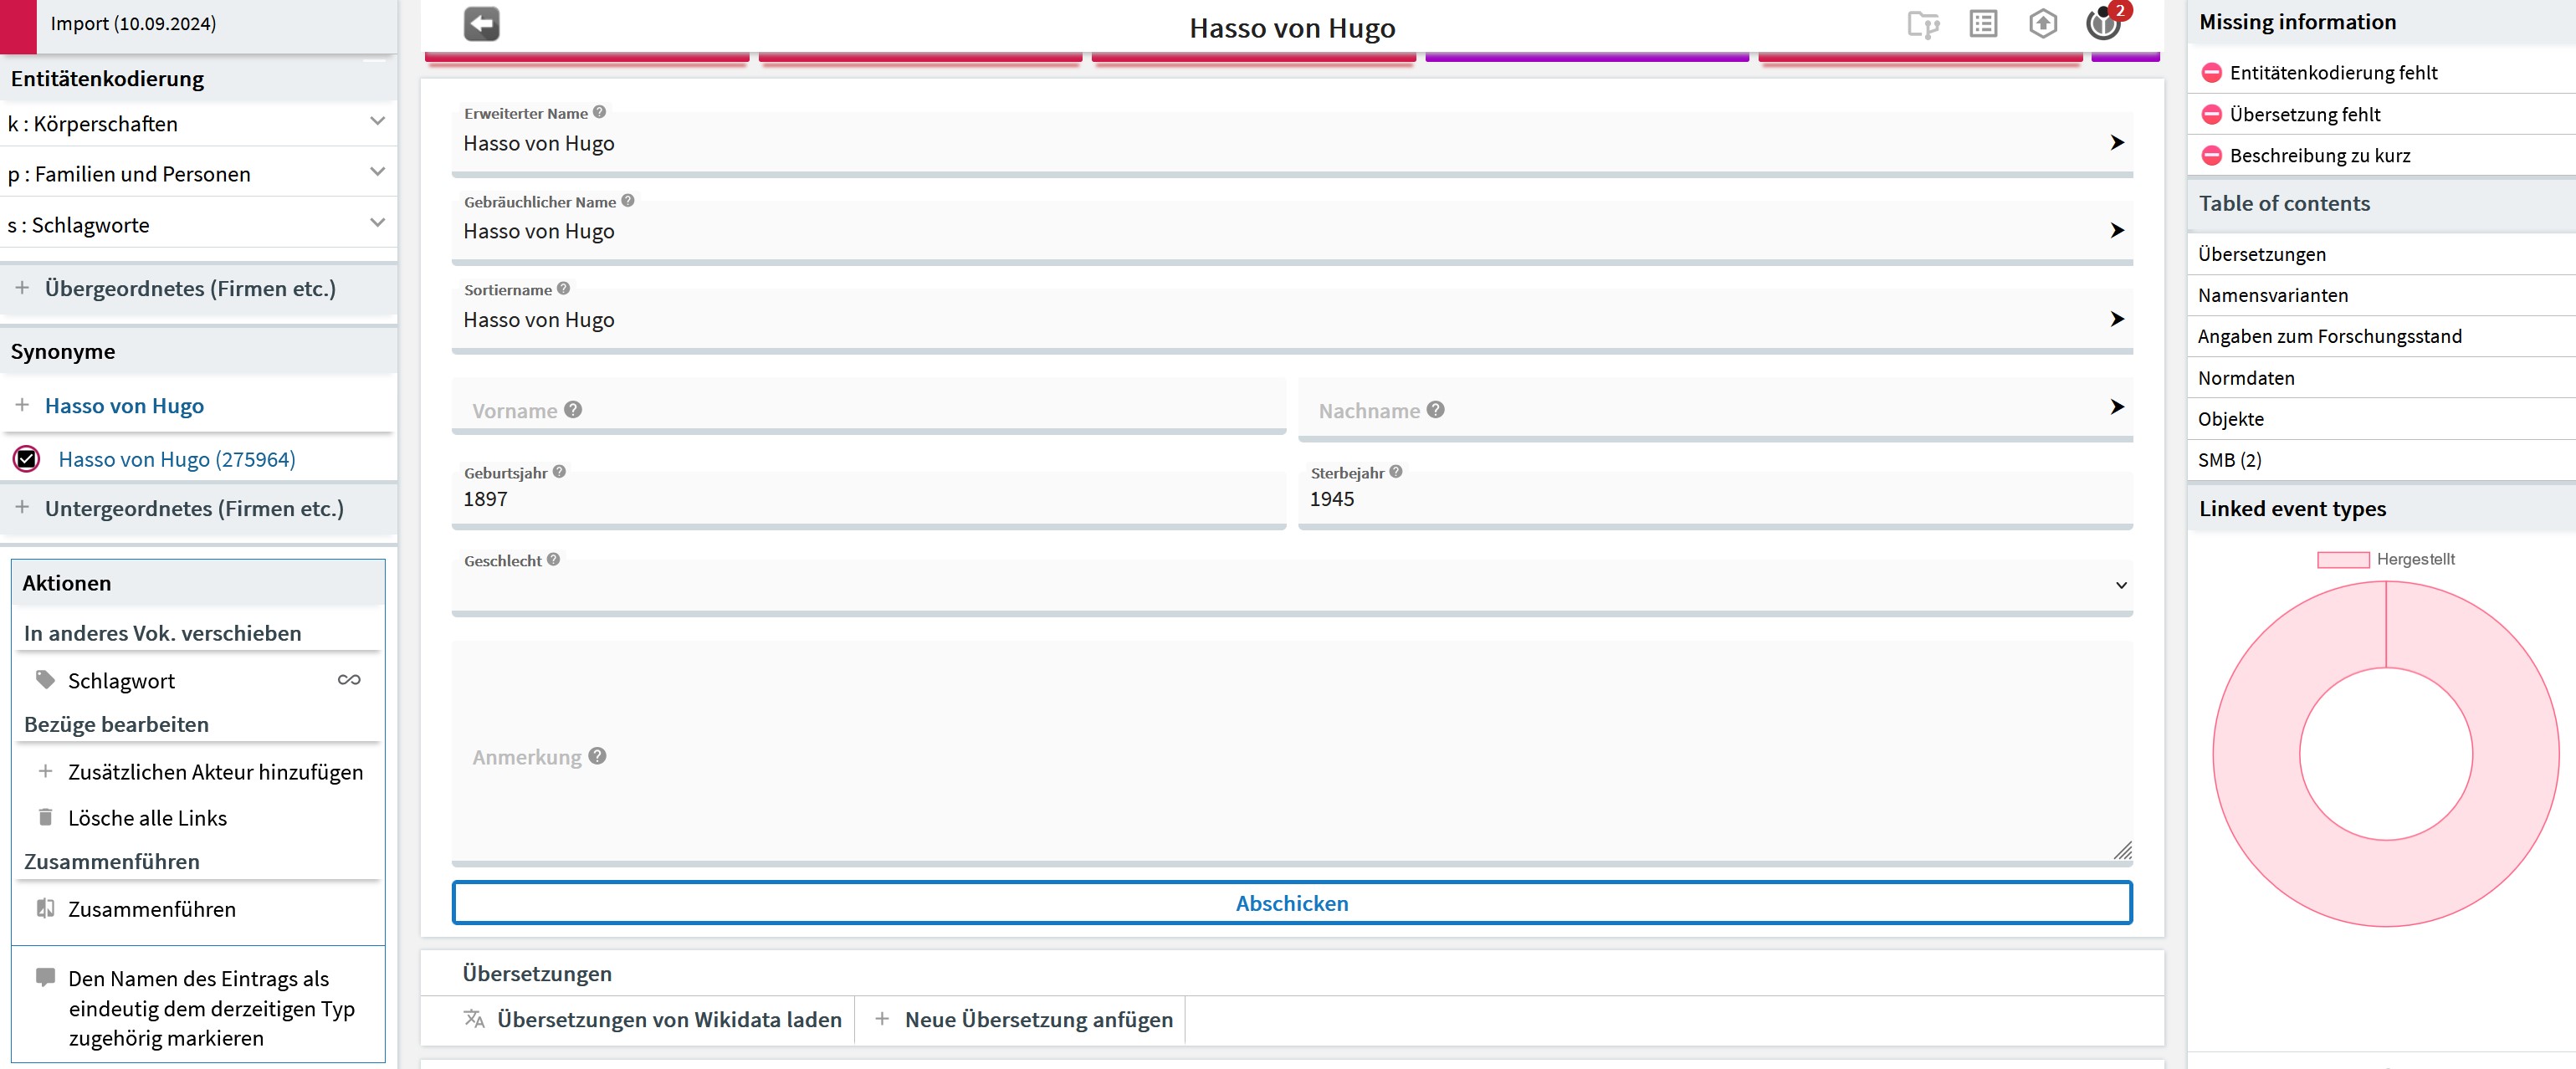 Import (10.09.2024)
Entitätenkodierung
k : Körperschaften
p : Familien und Personen
s : Schlagworte
+ Übergeordnetes (Firmen etc.)
Synonyme
+ Hasso von Hugo
Hasso von Hugo (275964)
+ Untergeordnetes (Firmen etc.)
Aktionen
In anderes Vok. verschieben
Schlagwort
Bezüge bearbeiten
+ Zusätzlichen Akteur hinzufügen
Lösche alle Links
Zusammenführen
Zusammenführen
Den Namen des Eintrags als
eindeutig dem derzeitigen Typ
zugehörig markieren
Hasso von Hugo
2
Erweiterter Name
Hasso von Hugo
Gebräuchlicher Name
Hasso von Hugo
Sortiername
Hasso von Hugo
Vorname
Nachname
Geburtsjahr
1897
Sterbejahr
1945
Geschlecht
Anmerkung
Abschicken
Übersetzungen
Übersetzungen von Wikidata laden
+ Neue Übersetzung anfügen
Missing information
Entitätenkodierung fehlt
Übersetzung fehlt
Beschreibung zu kurz
Table of contents
Übersetzungen
Namensvarianten
Angaben zum Forschungsstand
Normdaten
Objekte
SMB (2)
Linked event types
Hergestellt